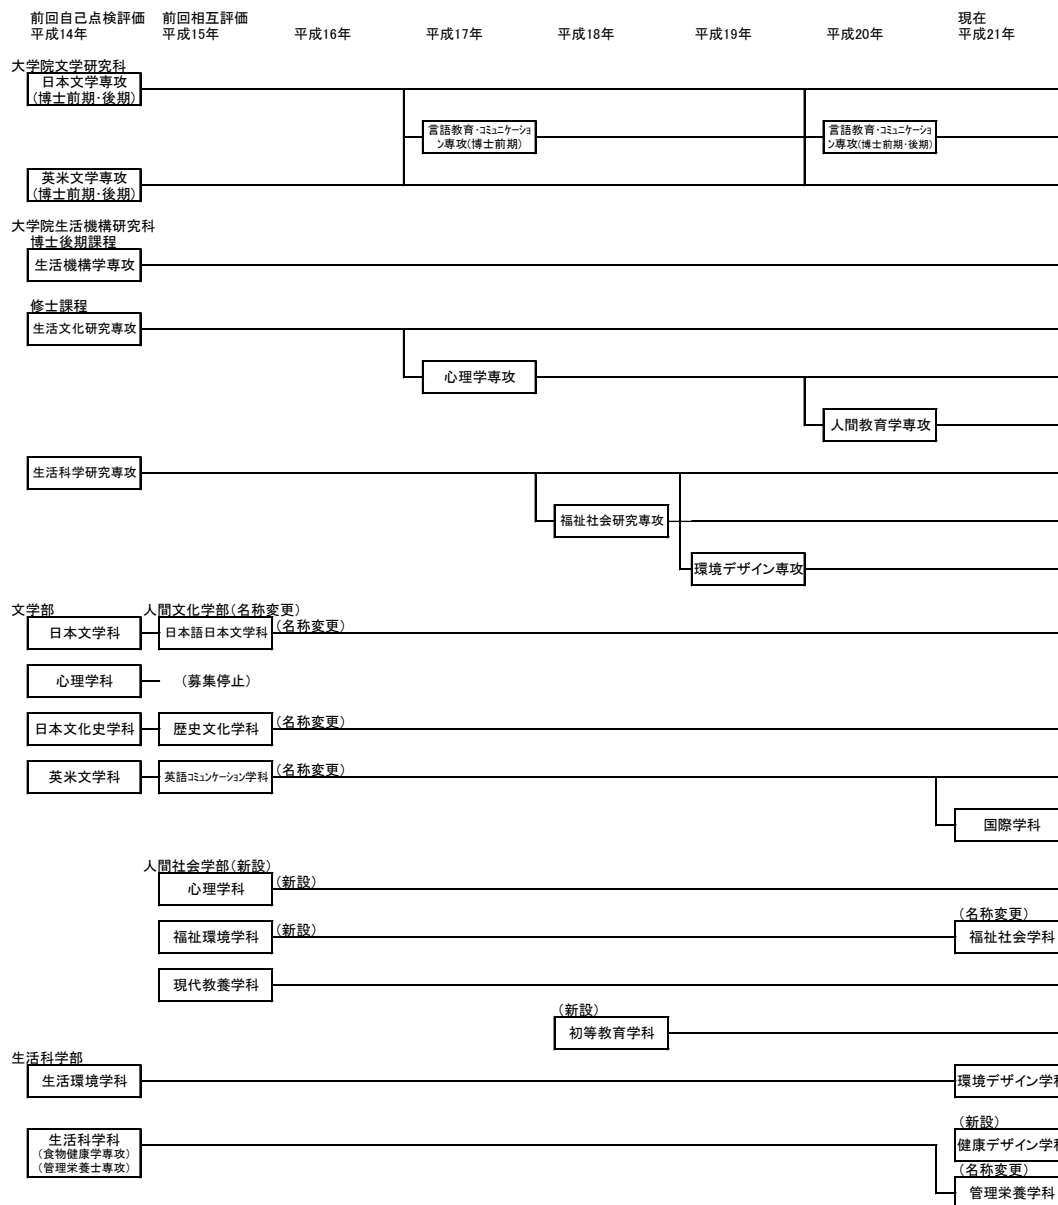 前回自己点検評価 前回相互評価 現在
平成14年 平成15年 平成16年 平成17年 平成18年 平成19年 平成20年 平成21年
大学院文学研究科
日本文学専攻
(博士前期・後期)
言語教育・コミュニケーショ
ン専攻(博士前期)
言語教育・コミュニケーショ
ン専攻(博士前期・後期)
英米文学専攻
(博士前期・後期)
大学院生活機構研究科
博士後期課程
生活機構学専攻
修士課程
生活文化研究専攻
心理学専攻
人間教育学専攻
生活科学研究専攻
福祉社会研究専攻
環境デザイン専攻
文学部 人間文化学部(名称変更)
日本文学科 日本語日本文学科 (名称変更)
心理学科 (募集停止)
日本文化史学科 歴史文化学科 (名称変更)
英米文学科 英語コミュンケーション学科 (名称変更)
国際学科
人間社会学部(新設)
心理学科 (新設)
(名称変更)
福祉環境学科 (新設) 福祉社会学科
現代教養学科
(新設)
初等教育学科
生活科学部
生活環境学科 環境デザイン学科
生活科学科
(食物健康学専攻)
(管理栄養士専攻)
(新設)
健康デザイン学科
(名称変更)
管理栄養学科